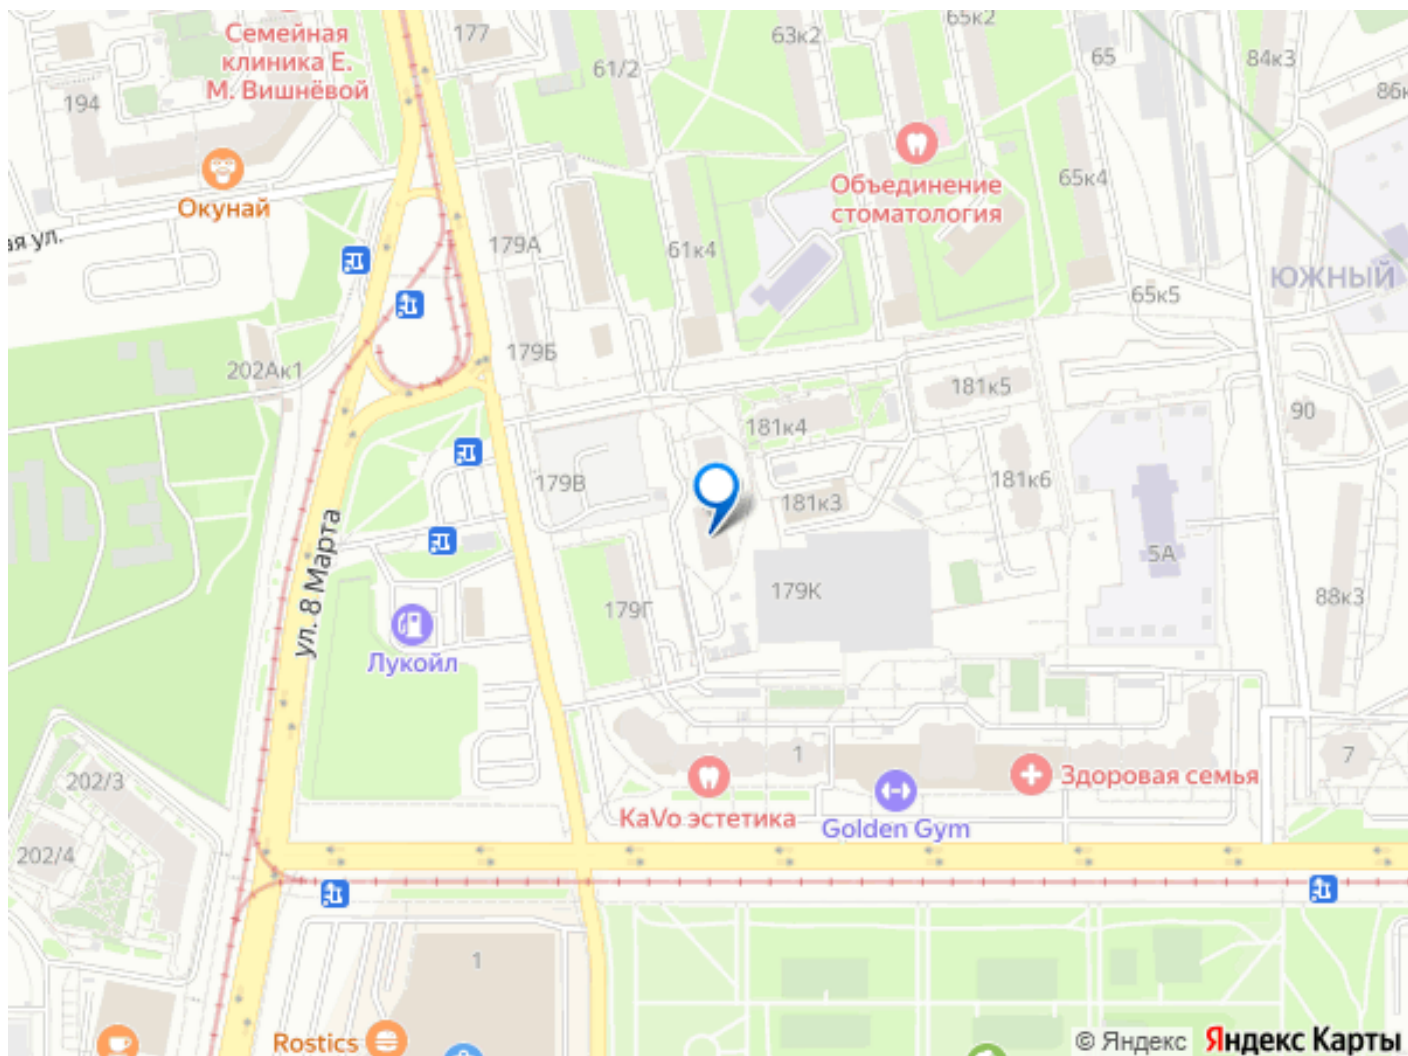 Семейная
клиника Е.
М. Вишнёвой
177
61/2
63к2
65к2
65
84к3
194
Окунай
Объединение
стоматология
65к4
ая ул.
179А
61к4
ЮЖНЫЙ
65к5
179Б
202Ак1
181к5
90
181к4
179В
181к6
181к3
ул. 8 Марта
5А
179К
179Г
88к3
Лукойл
202/3
1
7
Здоровая семья
KaVo эстетика
Golden Gym
202/4
1
Rostics
© Яндекс
Яндекс Карты